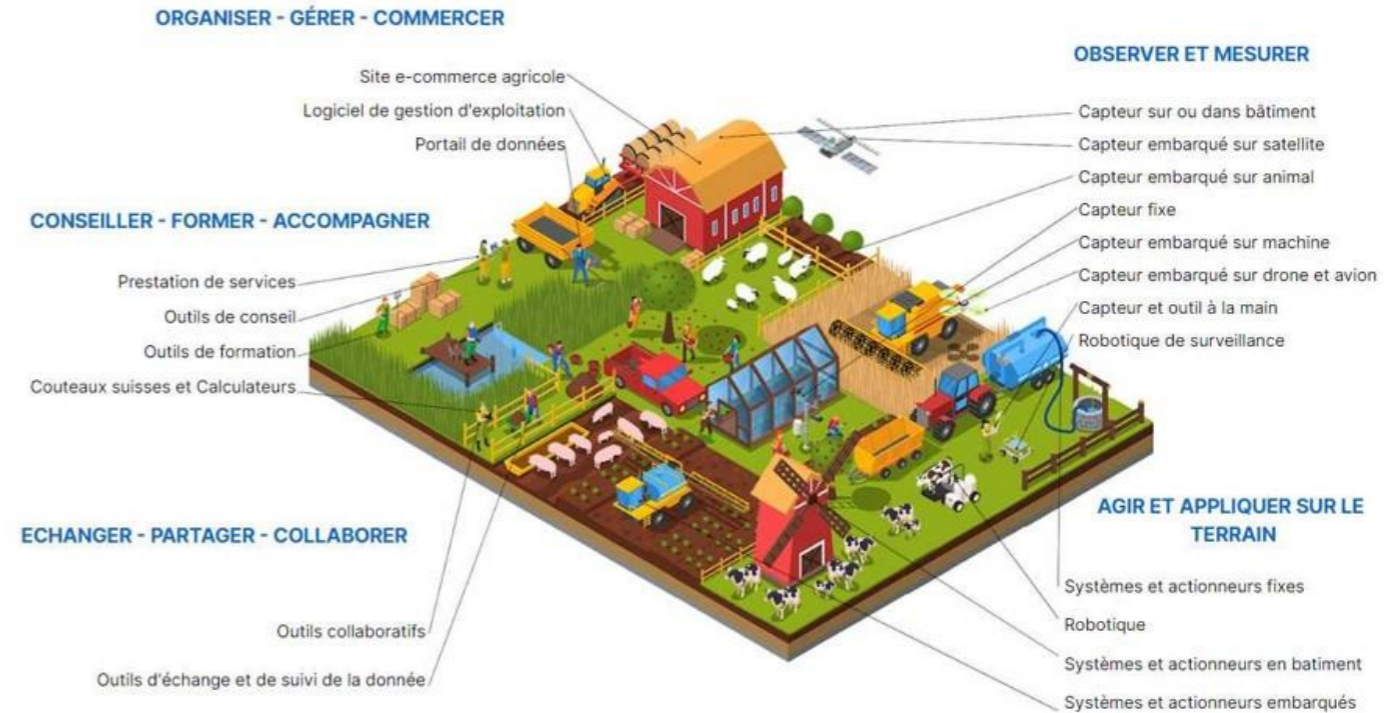 ORGANISER - GÉRER - COMMERCER
Site e-commerce agricole
Logiciel de gestion d'exploitation
Portail de données
CONSEILLER - FORMER - ACCOMPAGNER
Prestation de services
Outils de conseil
Outils de formation
Couteaux suisses et Calculateurs
ECHANGER - PARTAGER - COLLABORER
Outils collaboratifs
Outils d'échange et de suivi de la donnée
OBSERVER ET MESURER
Capteur sur ou dans bâtiment
Capteur embarqué sur satellite
Capteur embarqué sur animal
Capteur fixe
Capteur embarqué sur machine
Capteur embarqué sur drone et avion
Capteur et outil à la main
Robotique de surveillance
AGIR ET APPLIQUER SUR LE
TERRAIN
Systèmes et actionneurs fixes
Robotique
Systèmes et actionneurs en batiment
Systèmes et actionneurs embarqués